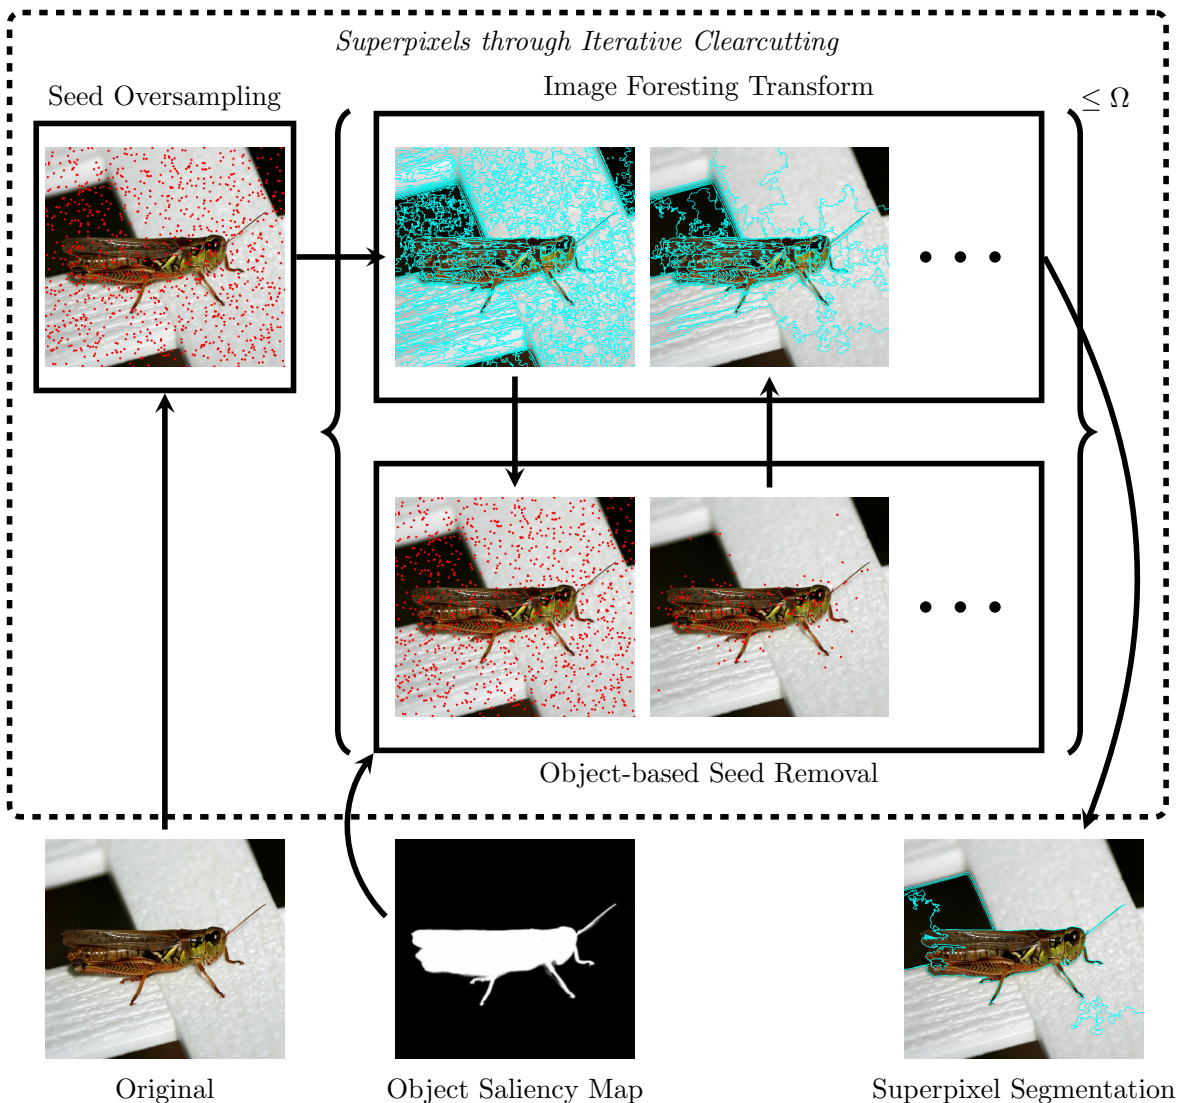 Superpixels through Iterative Clearcutting
Seed Oversampling
Image Foresting Transform
≤ Ω
Object-based Seed Removal
Original
Object Saliency Map
Superpixel Segmentation